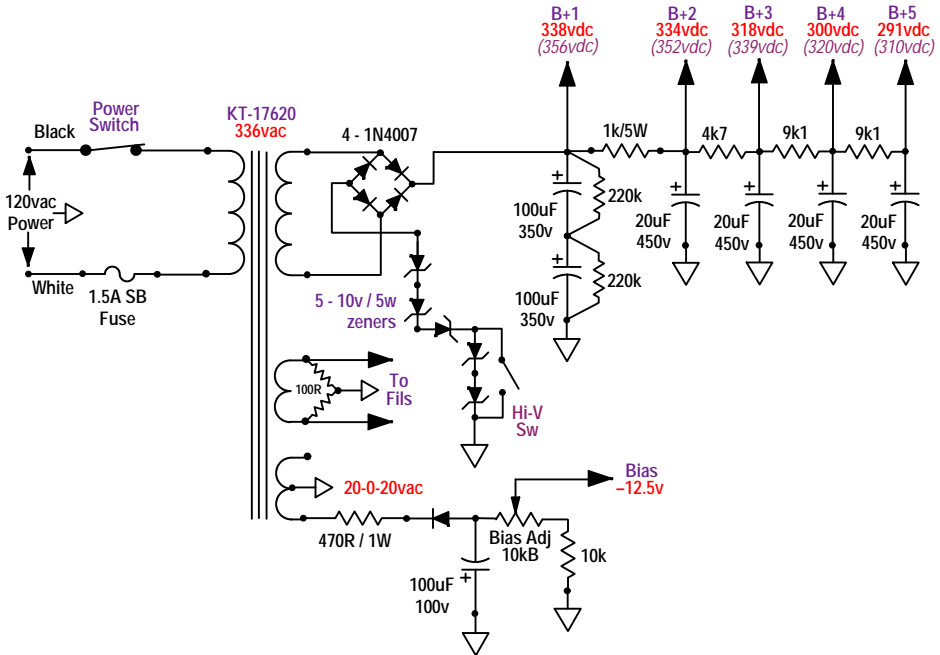 B+1
338vdc
(356vdc)
B+2
334vdc
(352vdc)
B+3
318vdc
(339vdc)
B+4
300vdc
(320vdc)
B+5
291vdc
(310vdc)
Power
Switch
Black
KT-17620
336vac
4 - 1N4007
1k/5W
4k7
9k1
9k1
120vac
Power
+
100uF
350v
220k
+
20uF
450v
+
20uF
450v
+
20uF
450v
+
20uF
450v
White
1.5A SB
Fuse
+
100uF
350v
220k
5 - 10v / 5w
zeners
100R
To
Fils
Hi-V
Sw
20-0-20vac
Bias
–12.5v
470R / 1W
Bias Adj
10kB
10k
100uF
+
100v